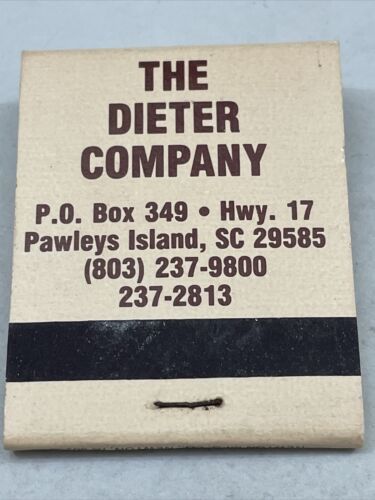 THE
DIETER
COMPANY
P.O. Box 349 • Hwy. 17
Pawleys Island, SC 29585
(803) 237-9800
237-2813